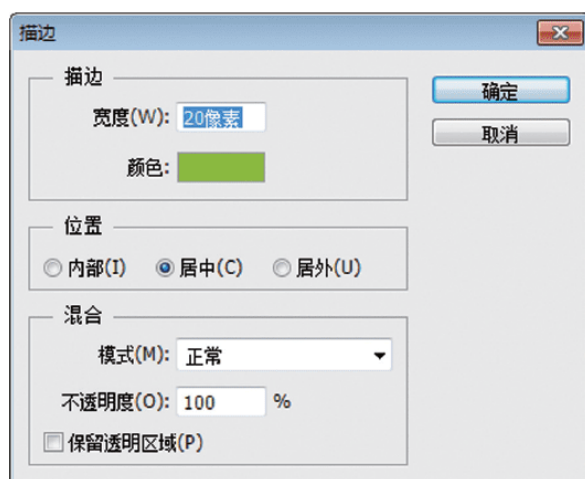 描边
描边
宽度(W): 20像素
颜色:
确定
取消
位置
内部(I) 居中(C) 居外(U)
混合
模式(M): 正常
不透明度(O): 100 %
保留透明区域(P)